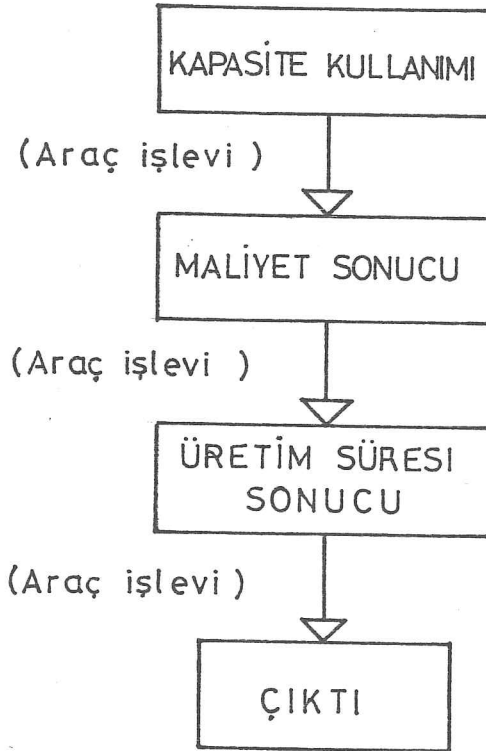 KAPASİTE KULLANIMI
(Araç işlevi )
MALİYET SONUCU
(Araç işlevi )
ÜRETİM SÜRESI
SONUCU
(Araç işlevi )
ÇIKTI